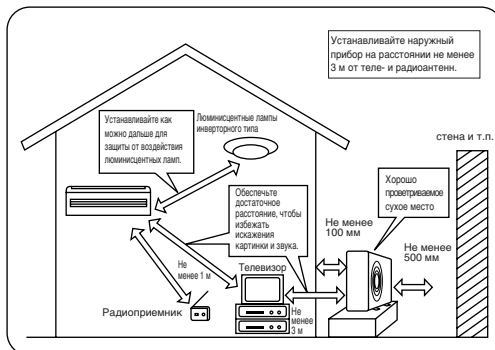 Устанавливайте наружный
прибор на расстоянии не менее
3 м от теле- и радиоантенн.
Устанавливайте как
можно дальше для
защиты от воздействия
люминисцентных ламп.
Люминисцентные лампы
инверторного типа
стена и т.п.
Обеспечьте
достаточное
расстояние, чтобы
избежать
искажения
картинки и звука.
Хорошо
проветриваемое
сухое место
Не менее
100 мм
Не менее
500 мм
Не
менее 1 м
Телевизор
Радиоприемник
Не
менее
3 м